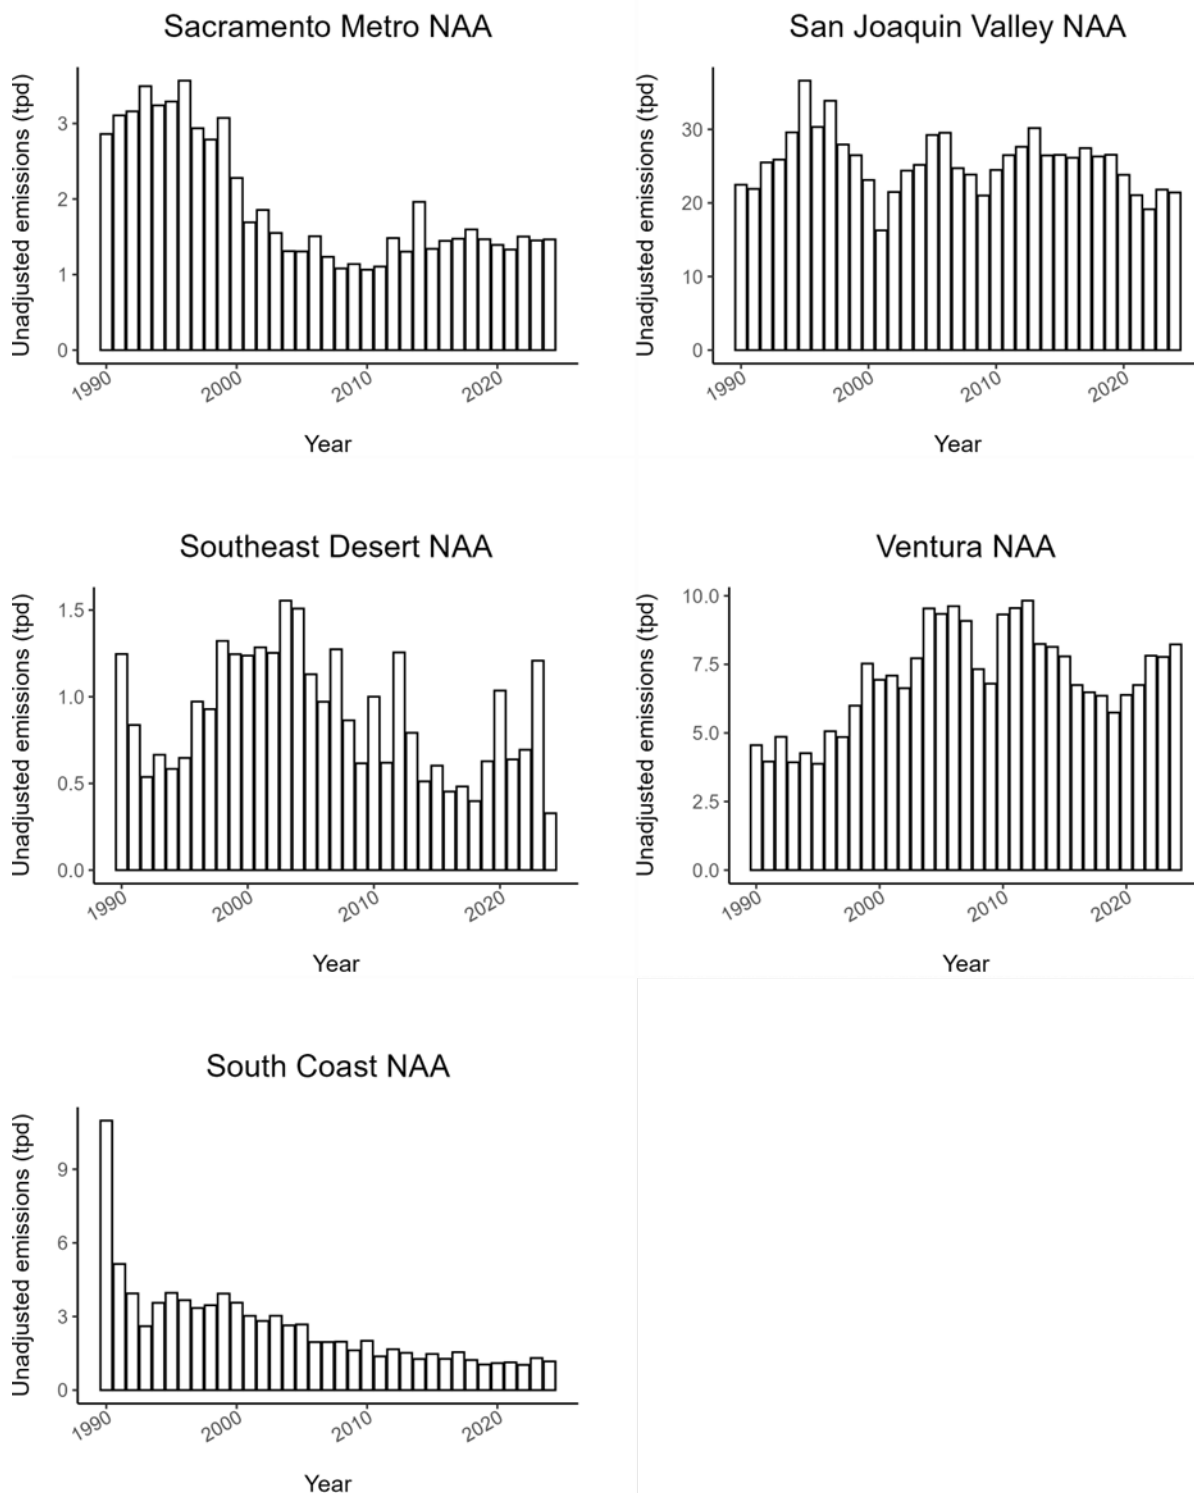 Sacramento Metro NAA
Unadjusted emissions (tpd)
3
2
1
0
1990
2000
2010
2020
Year
San Joaquin Valley NAA
Unadjusted emissions (tpd)
30
20
10
0
1990
2000
2010
2020
Year
Southeast Desert NAA
Unadjusted emissions (tpd)
1.5
1.0
0.5
0.0
1990
2000
2010
2020
Year
Ventura NAA
Unadjusted emissions (tpd)
10.0
7.5
5.0
2.5
0.0
1990
2000
2010
2020
Year
South Coast NAA
Unadjusted emissions (tpd)
9
6
3
0
1990
2000
2010
2020
Year